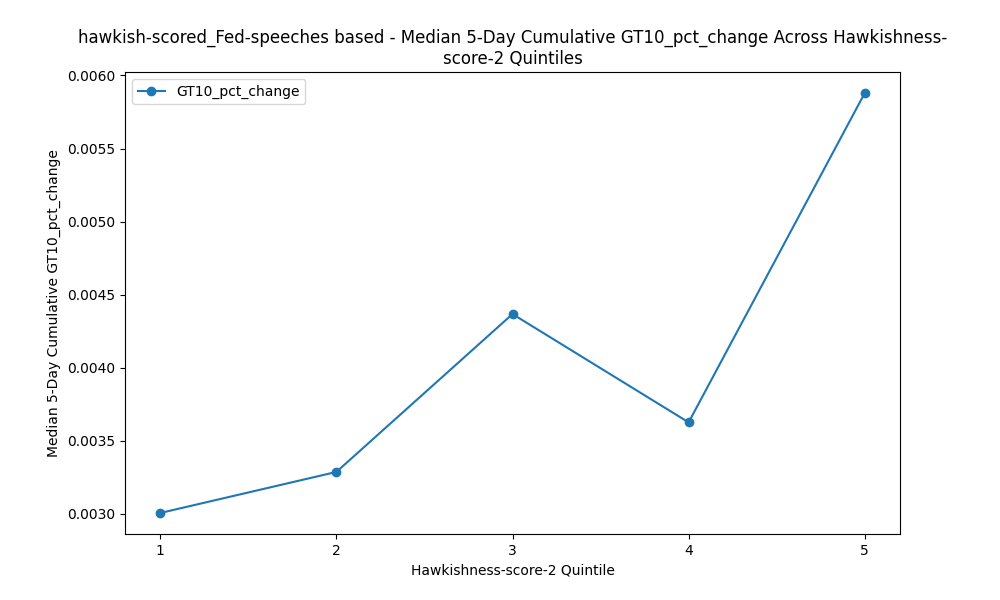 hawkish-scored_Fed-speeches based - Median 5-Day Cumulative GT10_pct_change Across Hawkishness-
score-2 Quintiles
GT10_pct_change
Median 5-Day Cumulative GT10_pct_change
0.0060
0.0055
0.0050
0.0045
0.0040
0.0035
0.0030
1 2 3 4 5
Hawkishness-score-2 Quintile